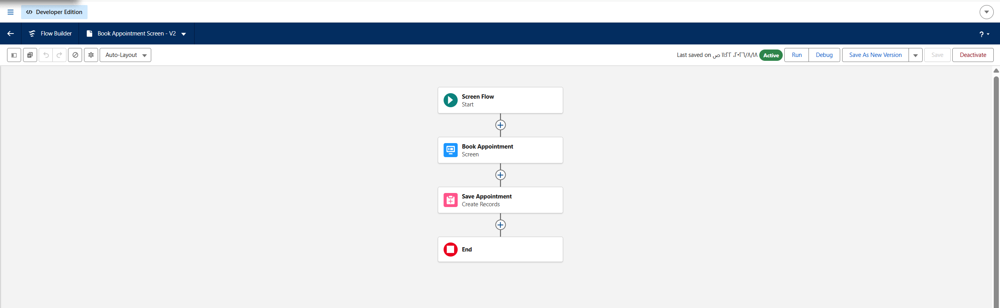 Developer Edition
Flow Builder
Book Appointment Screen - V2
?
Auto-Layout
Last saved on ١٨‏/٨‏/٢٠٢٦، ١١:٢٢ ص
Active
Run
Debug
Save As New Version
Save
Deactivate
Screen Flow
Start
Book Appointment
Screen
Save Appointment
Create Records
End